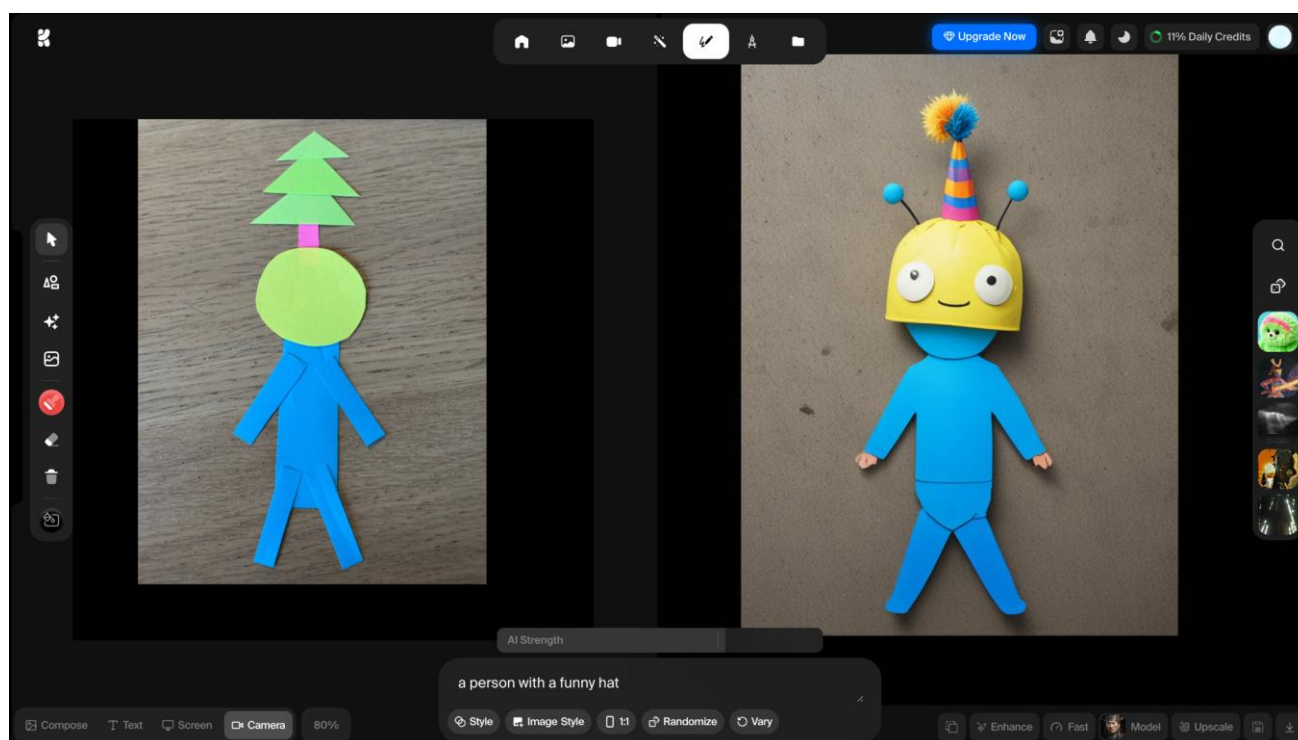 Upgrade Now
11% Daily Credits
AI Strength
a person with a funny hat
Style
Image Style
1:1
Randomize
Vary
Compose
Text
Screen
Camera
80%
Enhance
Fast
Model
Upscale